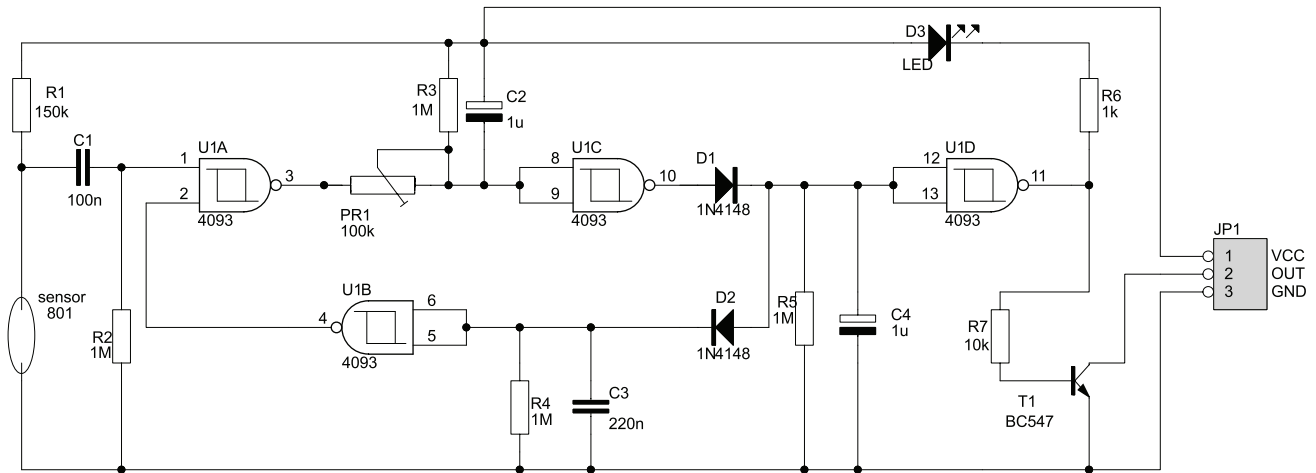 D3
LED
R1
150k
R3
1M
C2
1u
R6
1k
C1
100n
1
2
U1A
3
4093
PR1
100k
8
9
U1C
10
4093
D1
1N4148
12
13
U1D
11
4093
JP1
1 VCC
2 OUT
3 GND
sensor
801
R2
1M
U1B
4
6
5
4093
D2
1N4148
R5
1M
C4
1u
R7
10k
R4
1M
C3
220n
T1
BC547